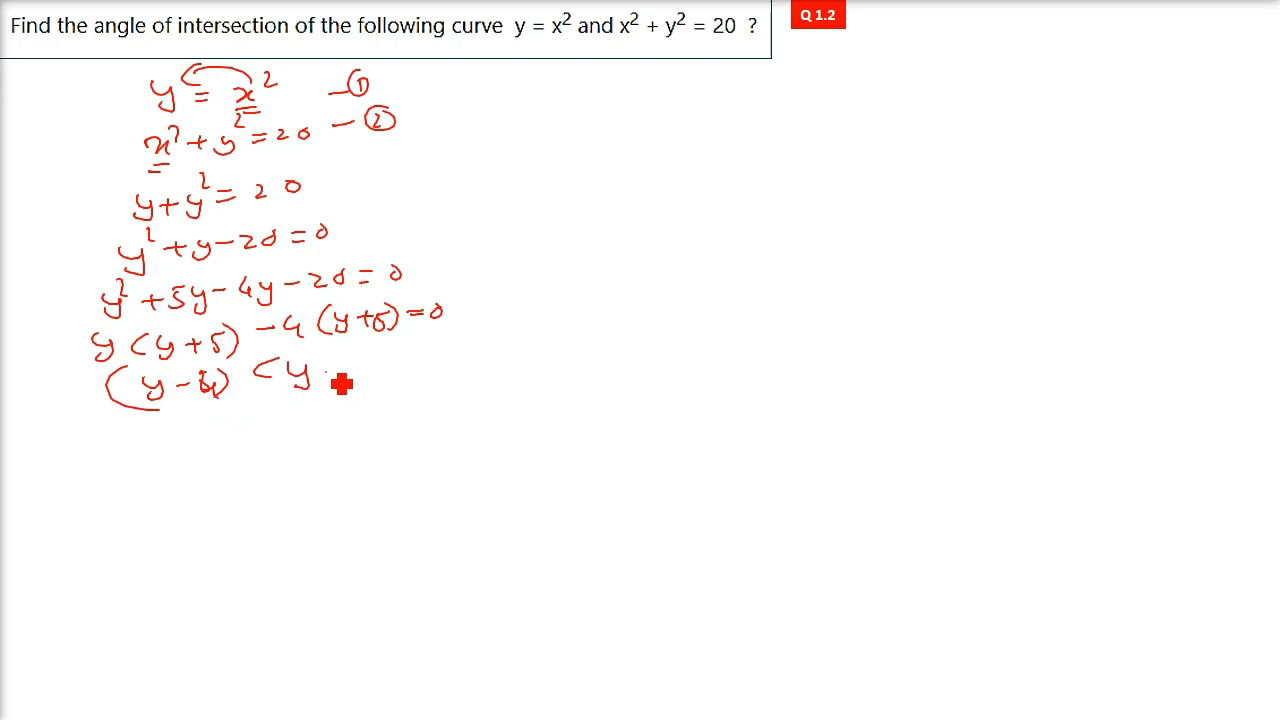 Find the angle of intersection of the following curve y = x² and x² + y² = 20 ?
Q 1.2
y = x² – ①
x² + y² = 20 – ②
y + y² = 20
y² + y – 20 = 0
y² + 5y – 4y – 20 = 0
y (y + 5) – 4 (y + 5) = 0
(y – 4) (y